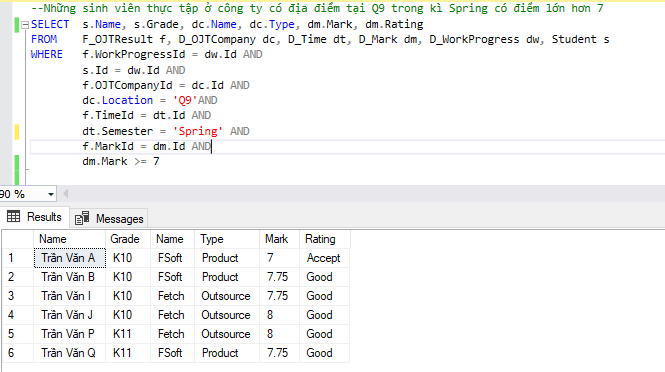 --Những sinh viên thực tập ở công ty có địa điểm tại Q9 trong kì Spring có điểm lớn hơn 7
SELECT s.Name, s.Grade, dc.Name, dc.Type, dm.Mark, dm.Rating
FROM F_OJTResult f, D_OJTCompany dc, D_Time dt, D_Mark dm, D_WorkProgress dw, Student s
WHERE f.WorkProgressId = dw.Id AND
s.Id = dw.Id AND
f.OJTCompanyId = dc.Id AND
dc.Location = 'Q9'AND
f.TimeId = dt.Id AND
dt.Semester = 'Spring' AND
f.MarkId = dm.Id AND
dm.Mark >= 7
90 %
Results Messages
Name Grade Name Type Mark Rating
1 Trần Văn A K10 FSoft Product 7 Accept
2 Trần Văn B K10 FSoft Product 7.75 Good
3 Trần Văn I K10 Fetch Outsource 7.75 Good
4 Trần Văn J K10 Fetch Outsource 8 Good
5 Trần Văn P K11 Fetch Outsource 8 Good
6 Trần Văn Q K11 FSoft Product 7.75 Good